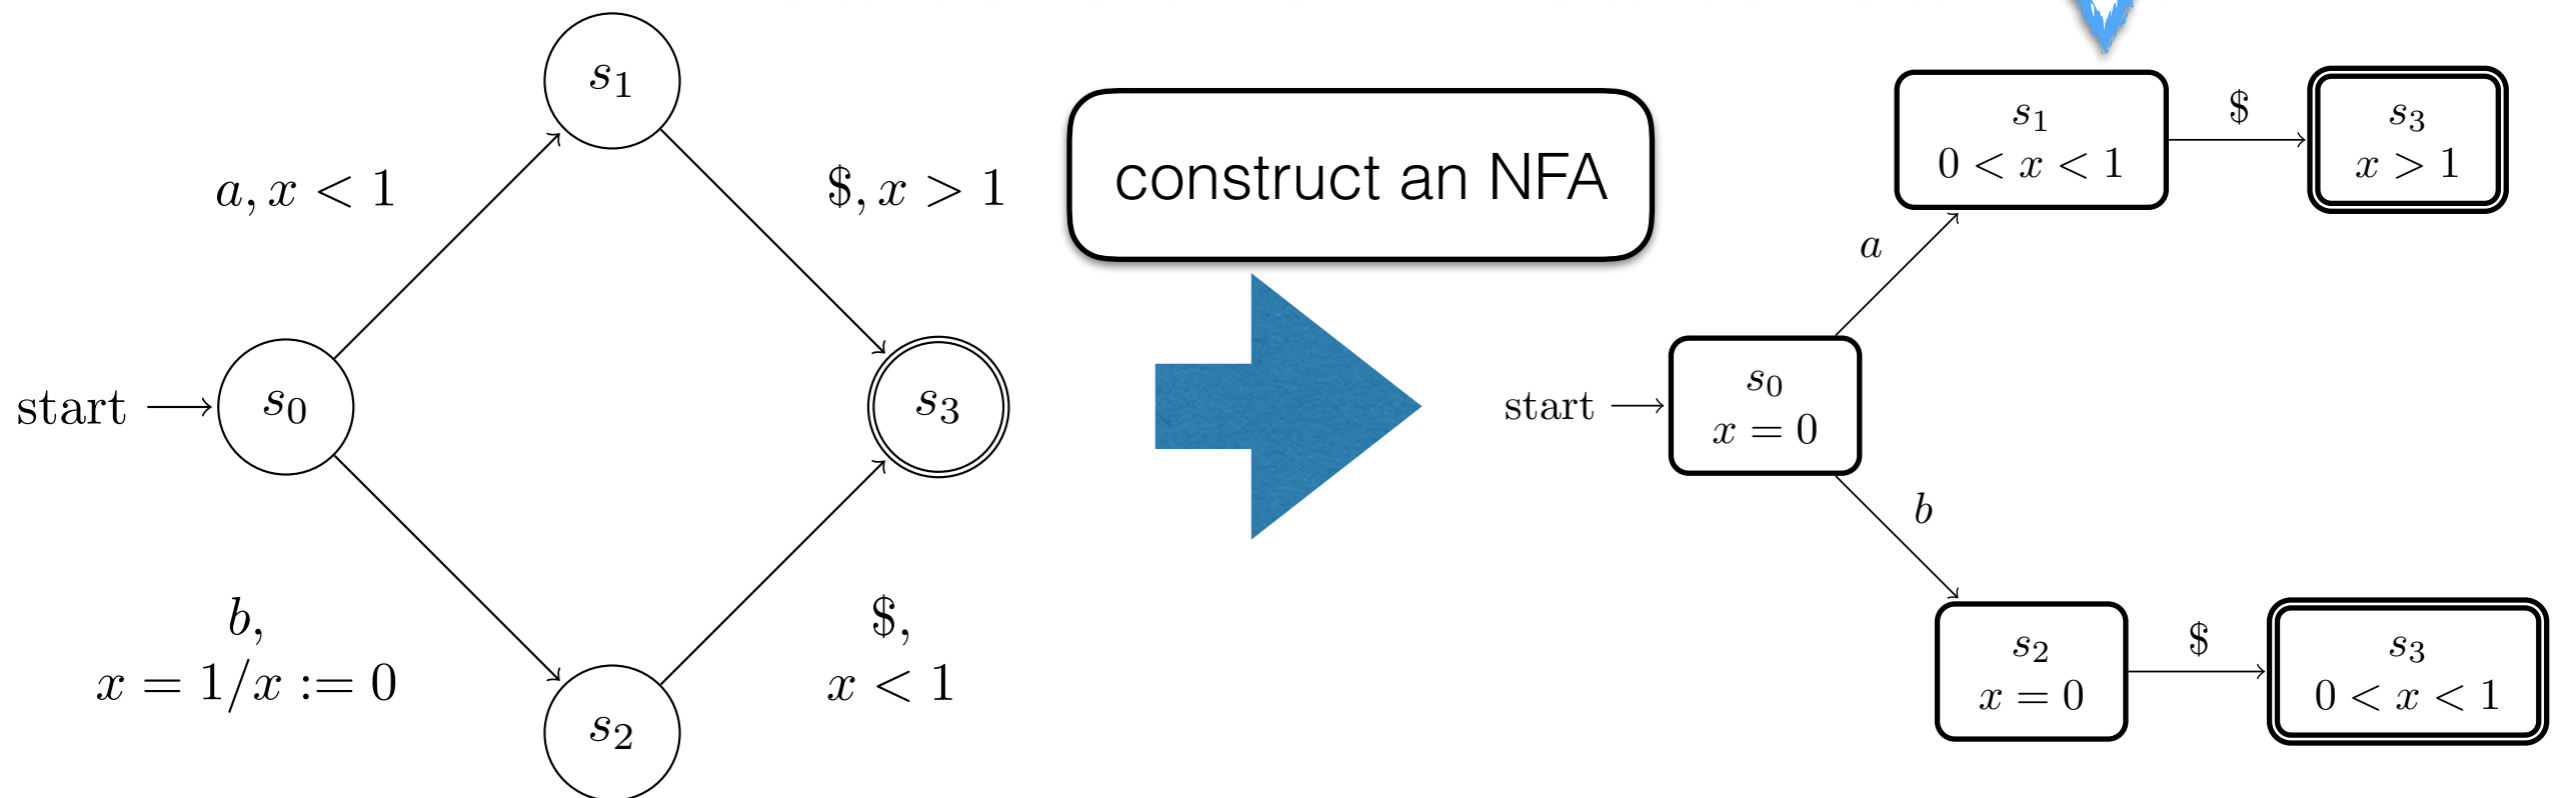 s₁
a, x < 1
$, x > 1
start
s₀
s₃
b,
x = 1/x := 0
$,
x < 1
s₂
construct an NFA
s₁
0 < x < 1
$
s₃
x > 1
a
start
s₀
x = 0
b
s₂
x = 0
$
s₃
0 < x < 1